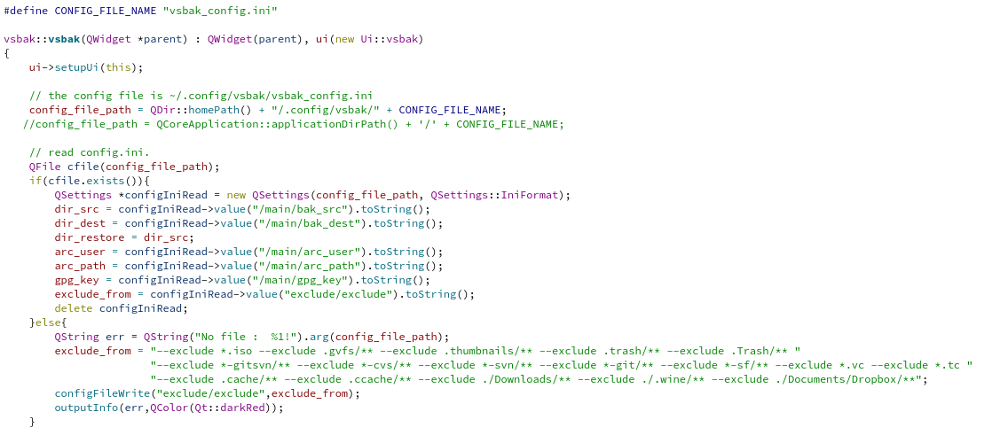 #define CONFIG_FILE_NAME "vsbak_config.ini"

vsbak::vsbak(QWidget *parent) : QWidget(parent), ui(new Ui::vsbak)
{
    ui->setupUi(this);

    // the config file is ~/.config/vsbak/vsbak_config.ini
    config_file_path = QDir::homePath() + "/.config/vsbak/" + CONFIG_FILE_NAME;
   //config_file_path = QCoreApplication::applicationDirPath() + '/' + CONFIG_FILE_NAME;

    // read config.ini.
    QFile cfile(config_file_path);
    if(cfile.exists()){
        QSettings *configIniRead = new QSettings(config_file_path, QSettings::IniFormat);
        dir_src = configIniRead->value("/main/bak_src").toString();
        dir_dest = configIniRead->value("/main/bak_dest").toString();
        dir_restore = dir_src;
        arc_user = configIniRead->value("/main/arc_user").toString();
        arc_path = configIniRead->value("/main/arc_path").toString();
        gpg_key = configIniRead->value("/main/gpg_key").toString();
        exclude_from = configIniRead->value("exclude/exclude").toString();
        delete configIniRead;
    }else{
        QString err = QString("No file :  %1!").arg(config_file_path);
        exclude_from = "--exclude *.iso --exclude .gvfs/** --exclude .thumbnails/** --exclude .trash/** --exclude .Trash/** "
                       "--exclude *-gitsvn/** --exclude *-cvs/** --exclude *-svn/** --exclude *-git/** --exclude *-sf/** --exclude *.vc --exclude *.tc "
                       "--exclude .cache/** --exclude .ccache/** --exclude ./Downloads/** --exclude ./.wine/** --exclude ./Documents/Dropbox/**";
        configFileWrite("exclude/exclude",exclude_from);
        outputInfo(err,QColor(Qt::darkRed));
    }